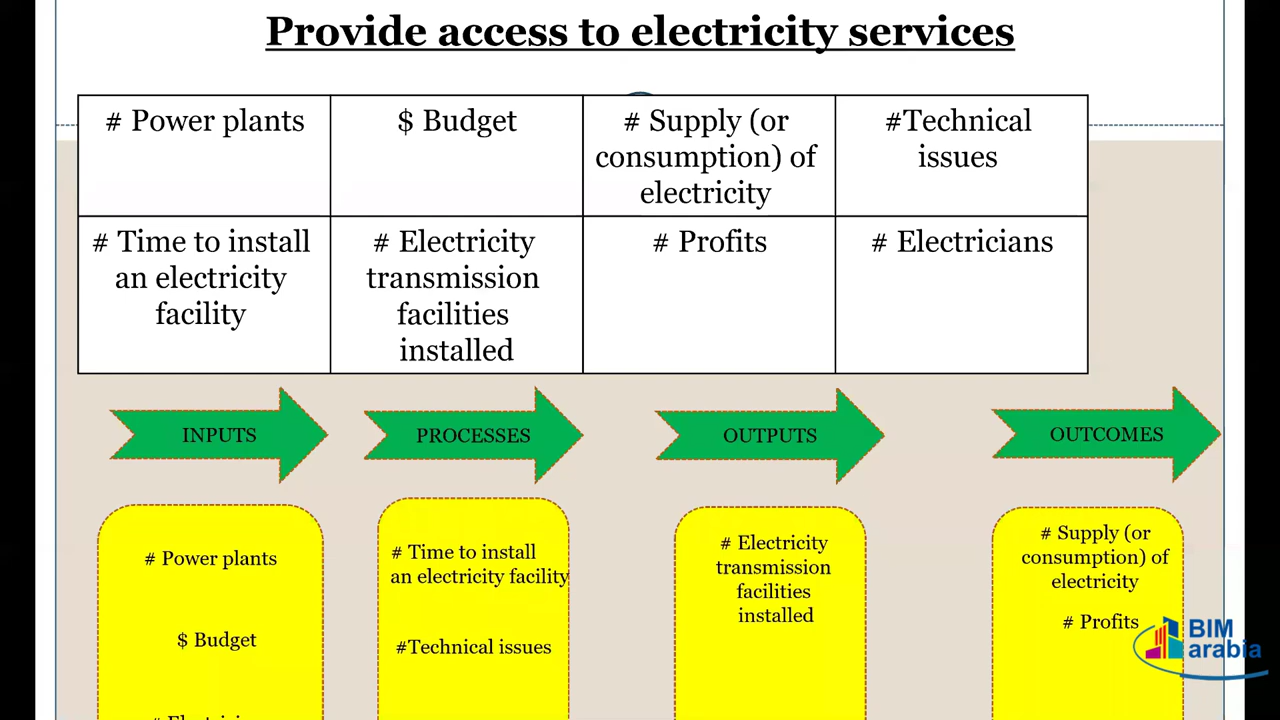 Provide access to electricity services
# Power plants
$ Budget
# Supply (or
consumption) of
electricity
#Technical
issues
# Time to install
an electricity
facility
# Electricity
transmission
facilities
installed
# Profits
# Electricians
INPUTS
PROCESSES
OUTPUTS
OUTCOMES
# Power plants
$ Budget
# Time to install
an electricity facility
#Technical issues
# Electricity
transmission
facilities
installed
# Supply (or
consumption) of
electricity
# Profits
BIM
arabia